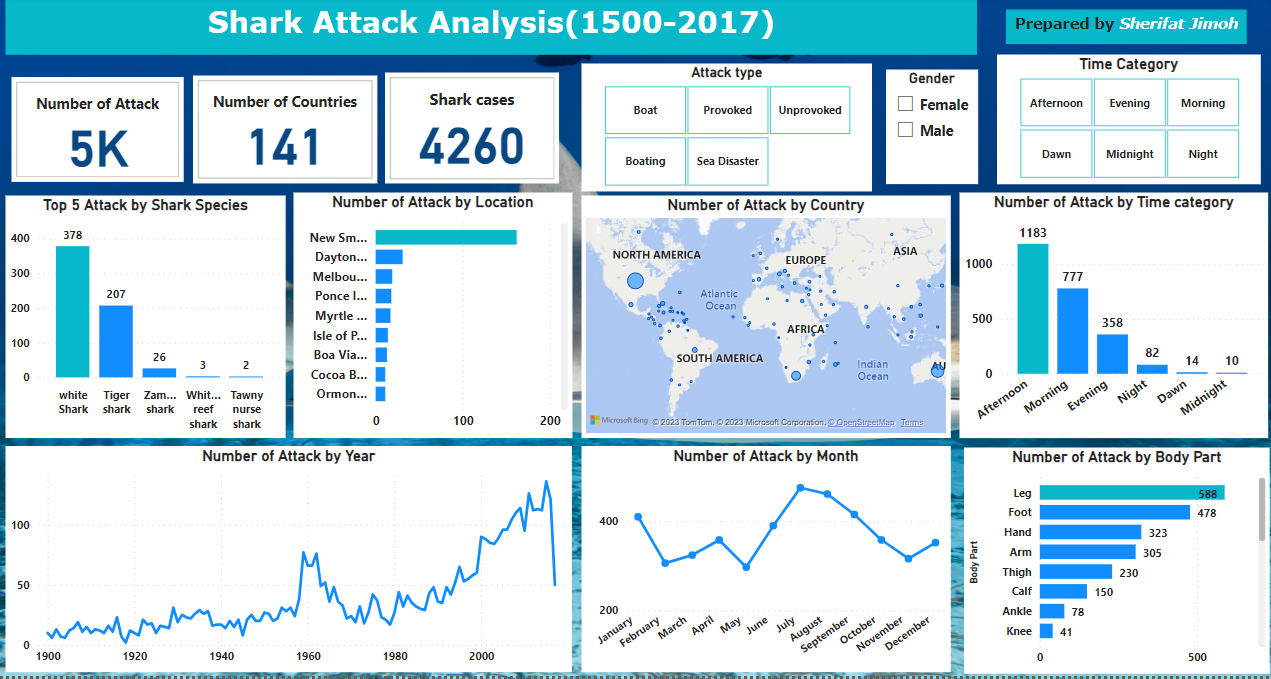 Shark Attack Analysis(1500-2017)
Prepared by Sherifat Jimoh
Number of Attack
5K
Number of Countries
141
Shark cases
4260
Attack type
Boat
Provoked
Unprovoked
Boating
Sea Disaster
Gender
Female
Male
Time Category
Afternoon
Evening
Morning
Dawn
Midnight
Night
Top 5 Attack by Shark Species
400
300
200
100
0
378
207
26
3
2
white
Shark
Tiger
shark
Zam...
shark
Whit...
reef
shark
Tawny
nurse
shark
Number of Attack by Location
New Sm...
Dayton...
Melbou...
Ponce I...
Myrtle ...
Isle of P...
Boa Via...
Cocoa B...
Ormon...
0
100
200
Number of Attack by Country
NORTH AMERICA
EUROPE
ASIA
Atlantic
Ocean
AFRICA
SOUTH AMERICA
Indian
Ocean
AU
Microsoft Bing
© 2023 TomTom, © 2023 Microsoft Corporation, © OpenStreetMap Terms
Number of Attack by Time category
1000
500
0
1183
777
358
82
14
10
Afternoon
Morning
Evening
Night
Dawn
Midnight
Number of Attack by Year
100
50
0
1900
1920
1940
1960
1980
2000
Number of Attack by Month
400
200
January
February
March
April
May
June
July
August
September
October
November
December
Number of Attack by Body Part
Body Part
Leg 588
Foot 478
Hand 323
Arm 305
Thigh 230
Calf 150
Ankle 78
Knee 41
0
500